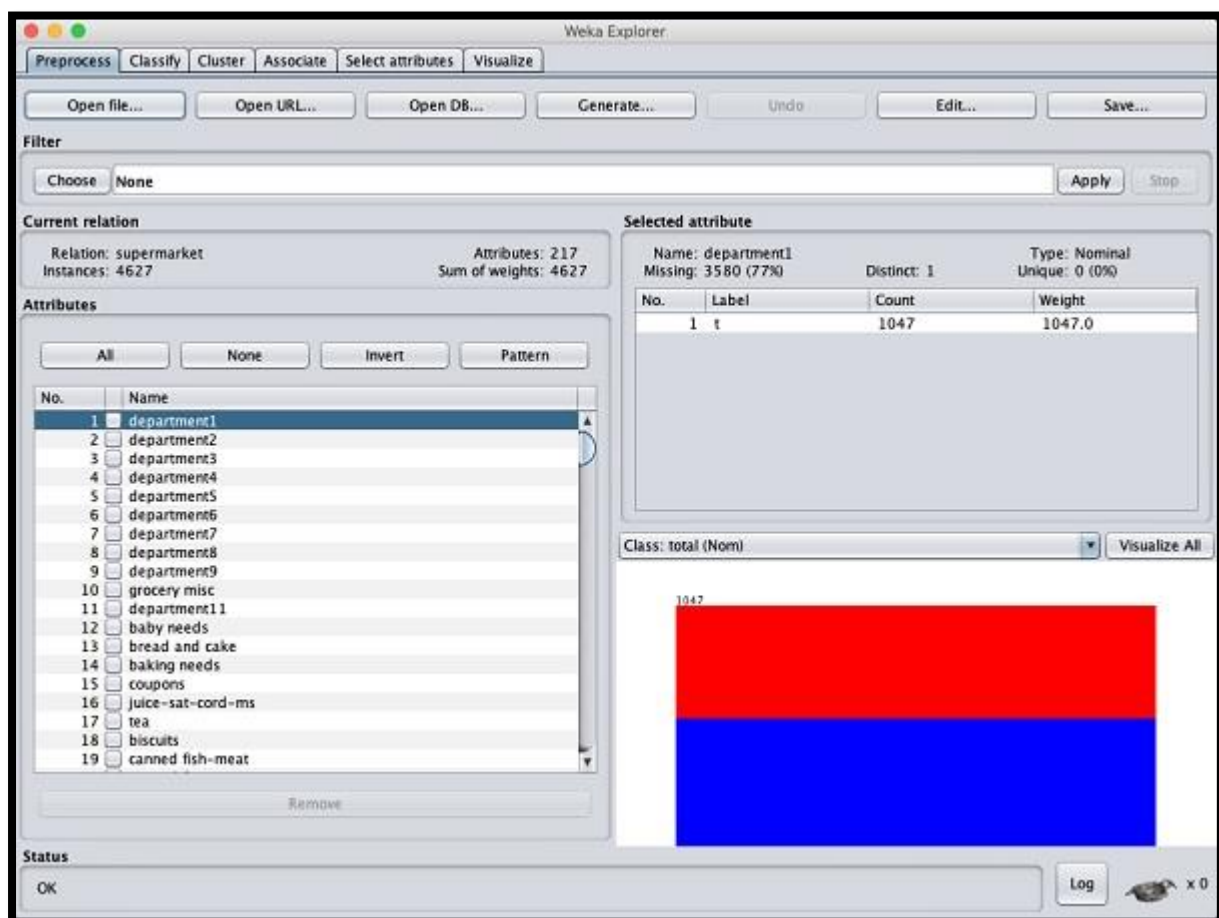 Weka Explorer
Preprocess Classify Cluster Associate Select attributes Visualize
Open file... Open URL... Open DB... Generate... Undo Edit... Save...
Filter
Choose None Apply Stop
Current relation
Relation: supermarket Attributes: 217
Instances: 4627 Sum of weights: 4627
Attributes
All None Invert Pattern
No. Name
1 department1
2 department2
3 department3
4 department4
5 department5
6 department6
7 department7
8 department8
9 department9
10 grocery misc
11 department11
12 baby needs
13 bread and cake
14 baking needs
15 coupons
16 juice-sat-cord-ms
17 tea
18 biscuits
19 canned fish-meat
Remove
Selected attribute
Name: department1 Type: Nominal
Missing: 3580 (77%) Distinct: 1 Unique: 0 (0%)
No. Label Count Weight
1 t 1047 1047.0
Class: total (Nom) Visualize All
1047
Status
OK Log x 0